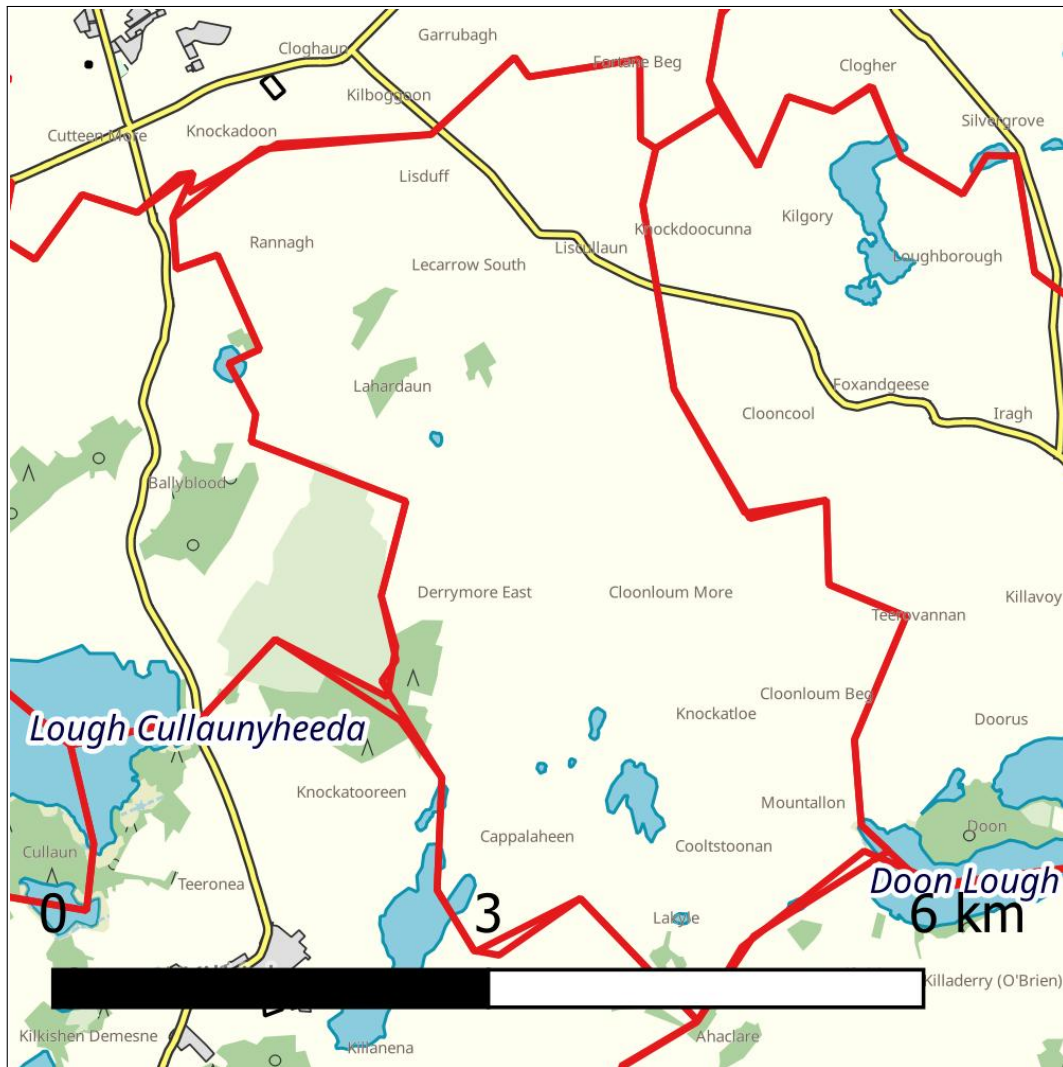 Garrubagh
Cloghaun
Fortane Beg
Clogher
Kilboggoon
Silvergrove
Cutteen More
Knockadoon
Lisduff
Kilgory
Knockdoocunna
Rannagh
Liscullaun
Loughborough
Lecarrow South
Lahardaun
Foxandgeese
Clooncool
Iragh
Ballyblood
Derrymore East
Cloonloum More
Killavoy
Teerovannan
Cloonloum Beg
Knockatloe
Doorus
Lough Cullaunyheeda
Knockatooreen
Mountallon
Doon
Cappalaheen
Cooltstoonan
Cullaun
Teeronea
Doon Lough
0 3 6 km
Lakyle
Killaderry (O'Brien)
Kilkishen Demesne
Killanena
Ahaclare